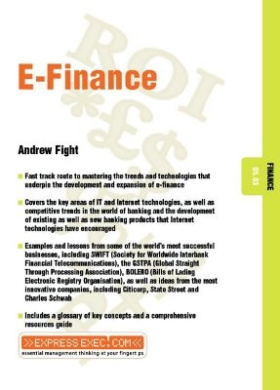 ROI
*£$
E-Finance
Andrew Fight
Fast track route to mastering the trends and technologies that
underpin the development and expansion of e-finance
Covers the key areas of IT and Internet technologies, as well as
competitive trends in the world of banking and the development
of existing as well as new banking products that Internet
technologies have encouraged
Examples and lessons from some of the world's most successful
businesses, including SWIFT (Society for Worldwide Interbank
Financial Telecommunications), the GSTPA (Global Straight
Through Processing Association), BOLERO (Bills of Lading
Electronic Registry Organisation), as well as ideas from the most
innovative companies, including Citicorp, State Street and
Charles Schwab
Includes a glossary of key concepts and a comprehensive
resources guide
>> EXPRESS EXEC.COM <<
essential management thinking at your fingertips
FINANCE
05.03